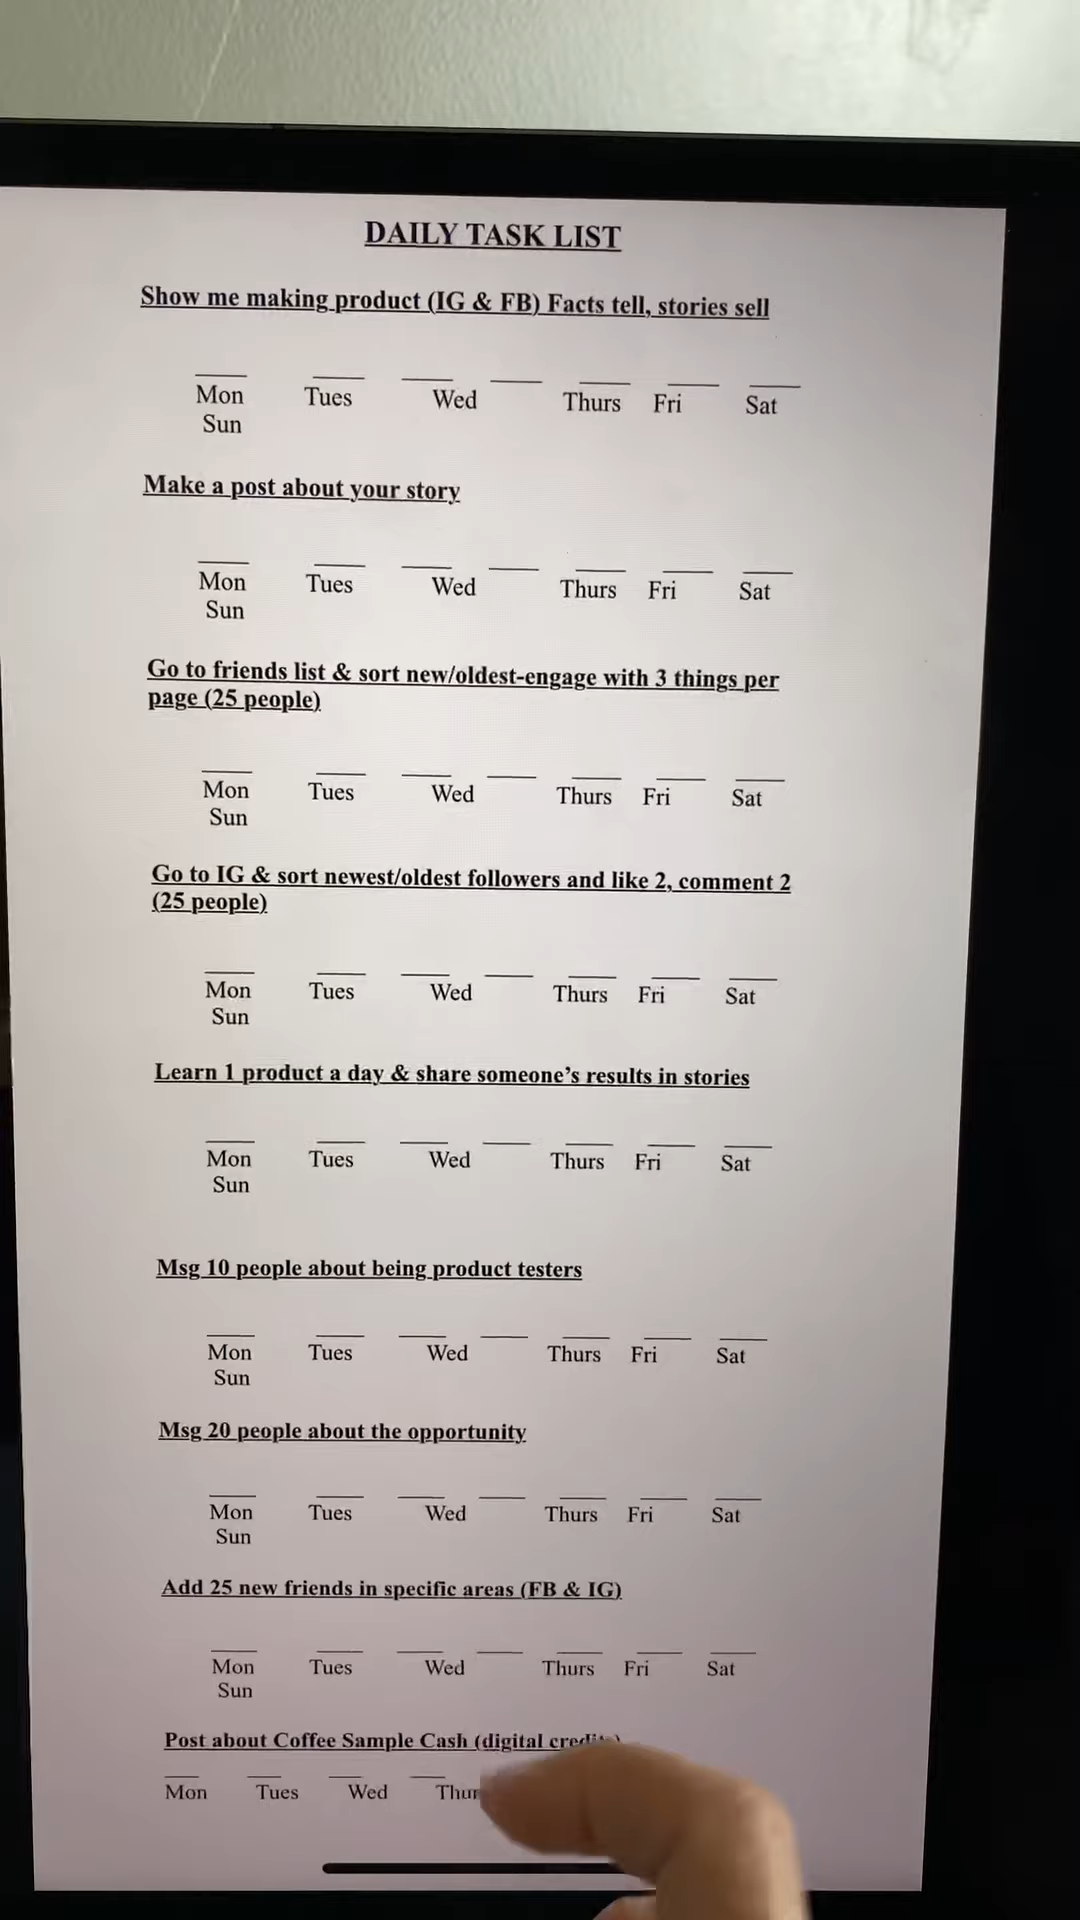 DAILY TASK LIST
Show me making product (IG & FB) Facts tell, stories sell
Mon Tues Wed Thurs Fri Sat
Sun
Make a post about your story
Mon Tues Wed Thurs Fri Sat
Sun
Go to friends list & sort new/oldest-engage with 3 things per
page (25 people)
Mon Tues Wed Thurs Fri Sat
Sun
Go to IG & sort newest/oldest followers and like 2, comment 2
(25 people)
Mon Tues Wed Thurs Fri Sat
Sun
Learn 1 product a day & share someone's results in stories
Mon Tues Wed Thurs Fri Sat
Sun
Msg 10 people about being product testers
Mon Tues Wed Thurs Fri Sat
Sun
Msg 20 people about the opportunity
Mon Tues Wed Thurs Fri Sat
Sun
Add 25 new friends in specific areas (FB & IG)
Mon Tues Wed Thurs Fri Sat
Sun
Post about Coffee Sample Cash (digital
Mon Tues Wed